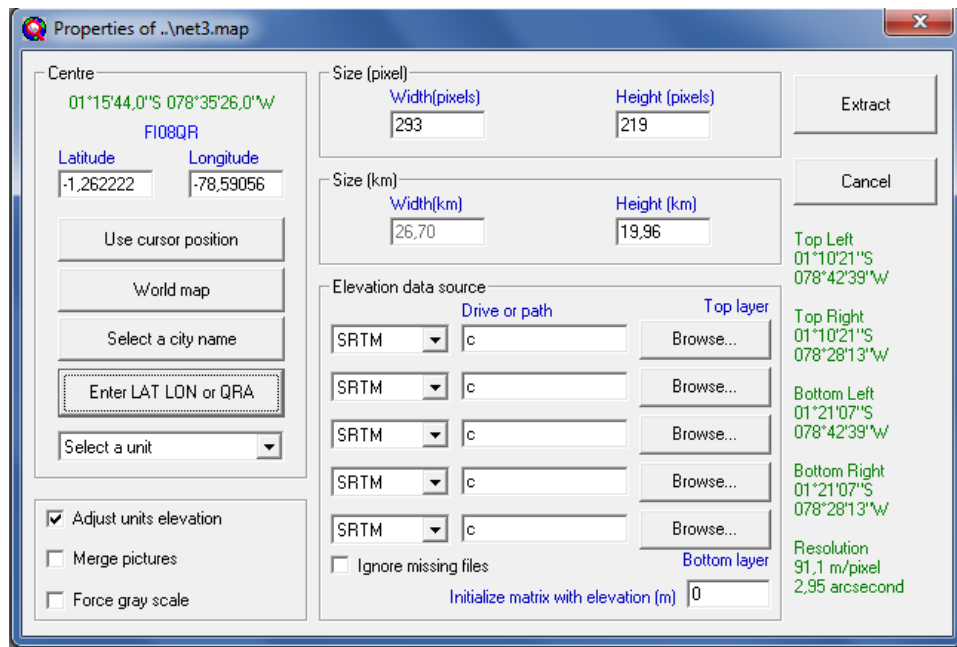 Properties of ..\net3.map
Centre
01°15'44,0''S 078°35'26,0''W
FI08QR
Latitude Longitude
-1,262222 -78,59056
Use cursor position
World map
Select a city name
Enter LAT LON or QRA
Select a unit
Adjust units elevation
Merge pictures
Force gray scale
Size (pixel)
Width(pixels) Height (pixels)
293 219
Size (km)
Width(km) Height (km)
26,70 19,96
Elevation data source
Drive or path Top layer
SRTM c Browse...
SRTM c Browse...
SRTM c Browse...
SRTM c Browse...
SRTM c Browse...
Ignore missing files Bottom layer
Initialize matrix with elevation (m) 0
Extract
Cancel
Top Left
01°10'21''S
078°42'39''W
Top Right
01°10'21''S
078°28'13''W
Bottom Left
01°21'07''S
078°42'39''W
Bottom Right
01°21'07''S
078°28'13''W
Resolution
91,1 m/pixel
2,95 arcsecond